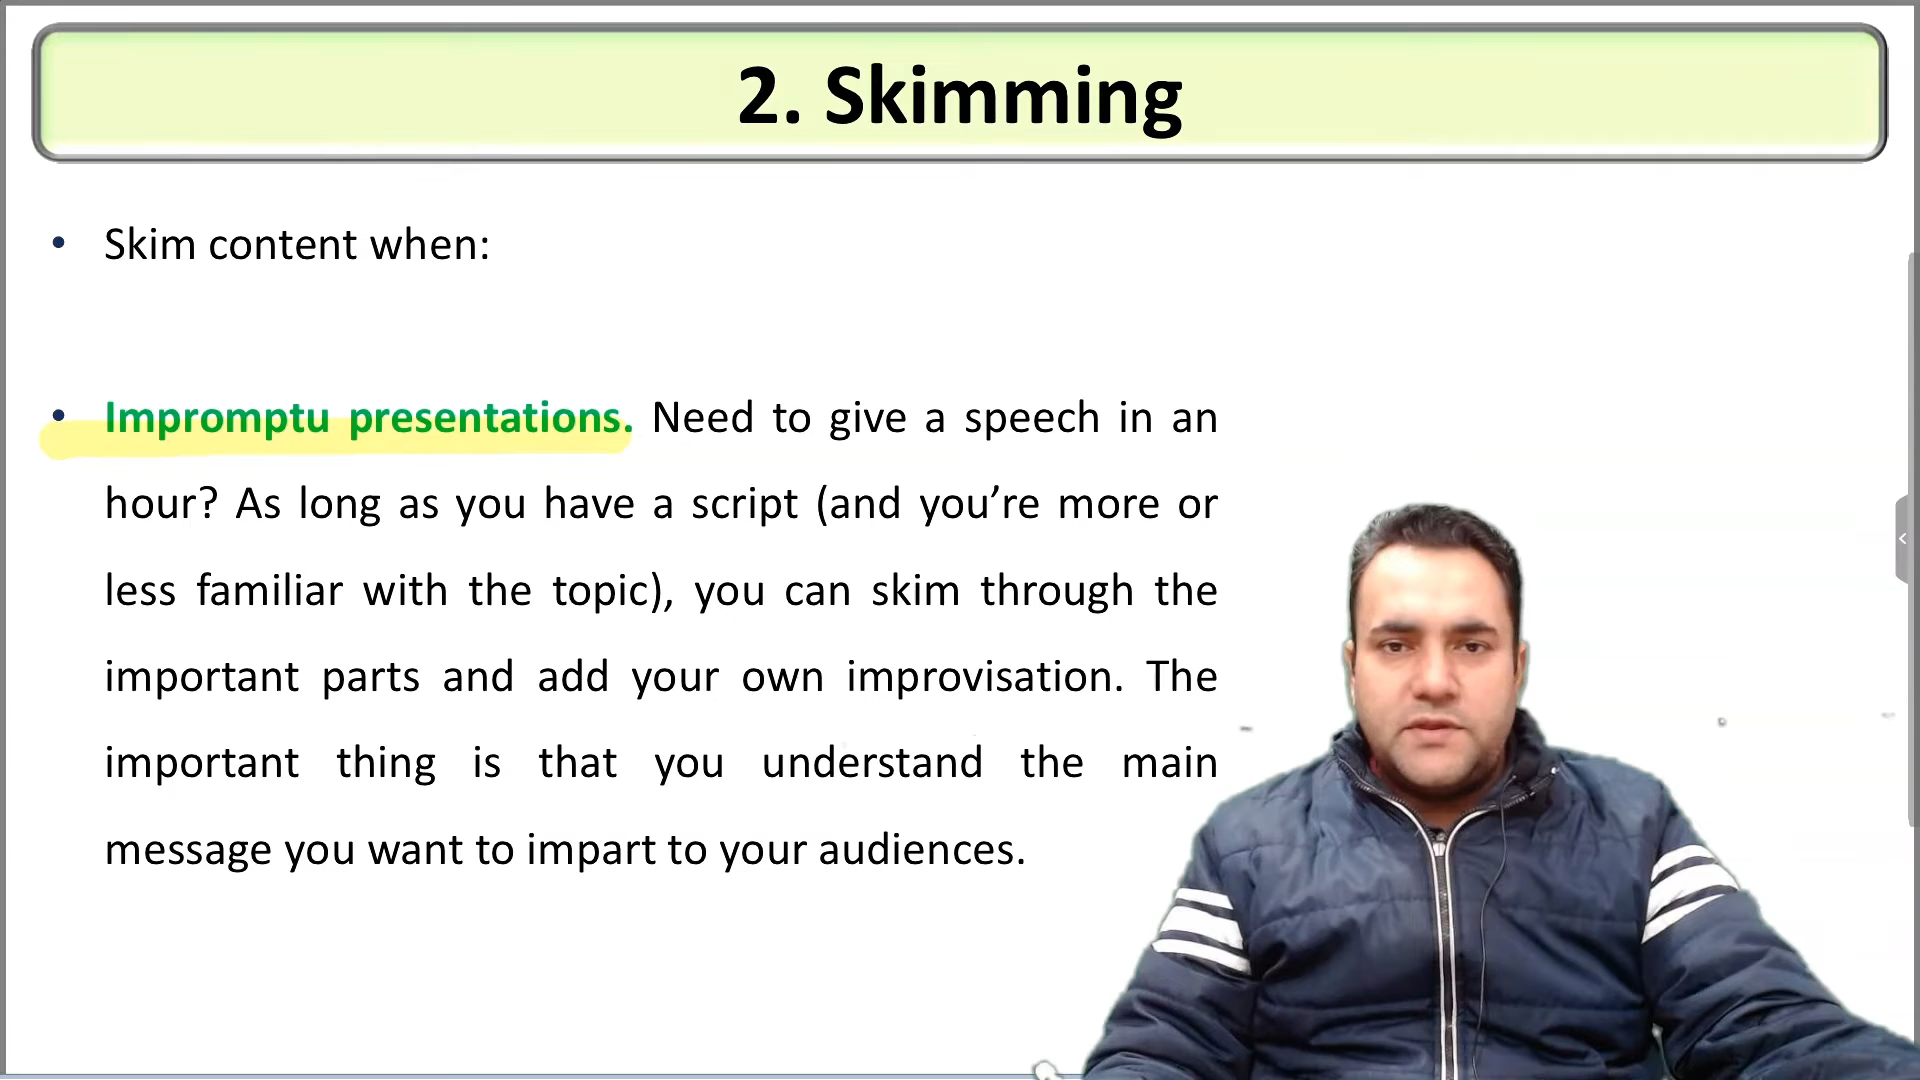 2. Skimming
• Skim content when:
• Impromptu presentations. Need to give a speech in an
hour? As long as you have a script (and you’re more or
less familiar with the topic), you can skim through the
important parts and add your own improvisation. The
important thing is that you understand the main
message you want to impart to your audiences.